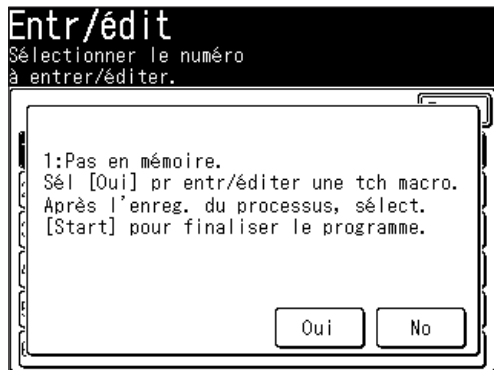 Entr/édit
Sélectionner le numéro
à entrer/éditer.
1:Pas en mémoire.
Sél [Oui] pr entr/éditer une tch macro.
Après l'enreg. du processus, sélect.
[Start] pour finaliser le programme.
Oui
No